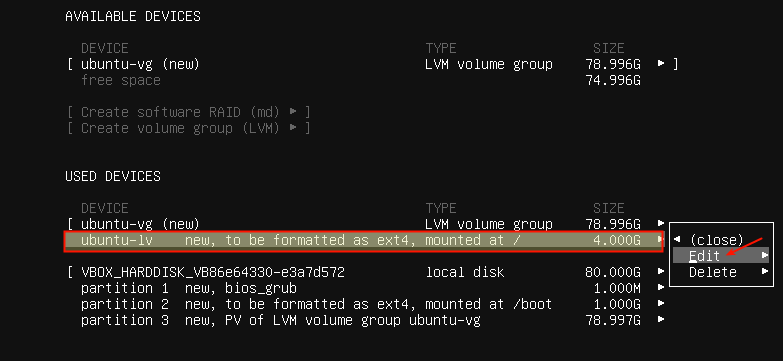 AVAILABLE DEVICES
DEVICE TYPE SIZE
[ ubuntu-vg (new) LVM volume group 78.996G ► ]
free space 74.996G
[ Create software RAID (md) ► ]
[ Create volume group (LVM) ► ]
USED DEVICES
DEVICE TYPE SIZE
[ ubuntu-vg (new) LVM volume group 78.996G ►
ubuntu-lv new, to be formatted as ext4, mounted at / 4.000G ►
◄ (close)
Edit ►
Delete ►
[ VBOX_HARDDISK_VB86e64330-e3a7d572 local disk 80.000G ►
partition 1 new, bios_grub 1.000M ►
partition 2 new, to be formatted as ext4, mounted at /boot 1.000G ►
partition 3 new, PV of LVM volume group ubuntu-vg 78.997G ►